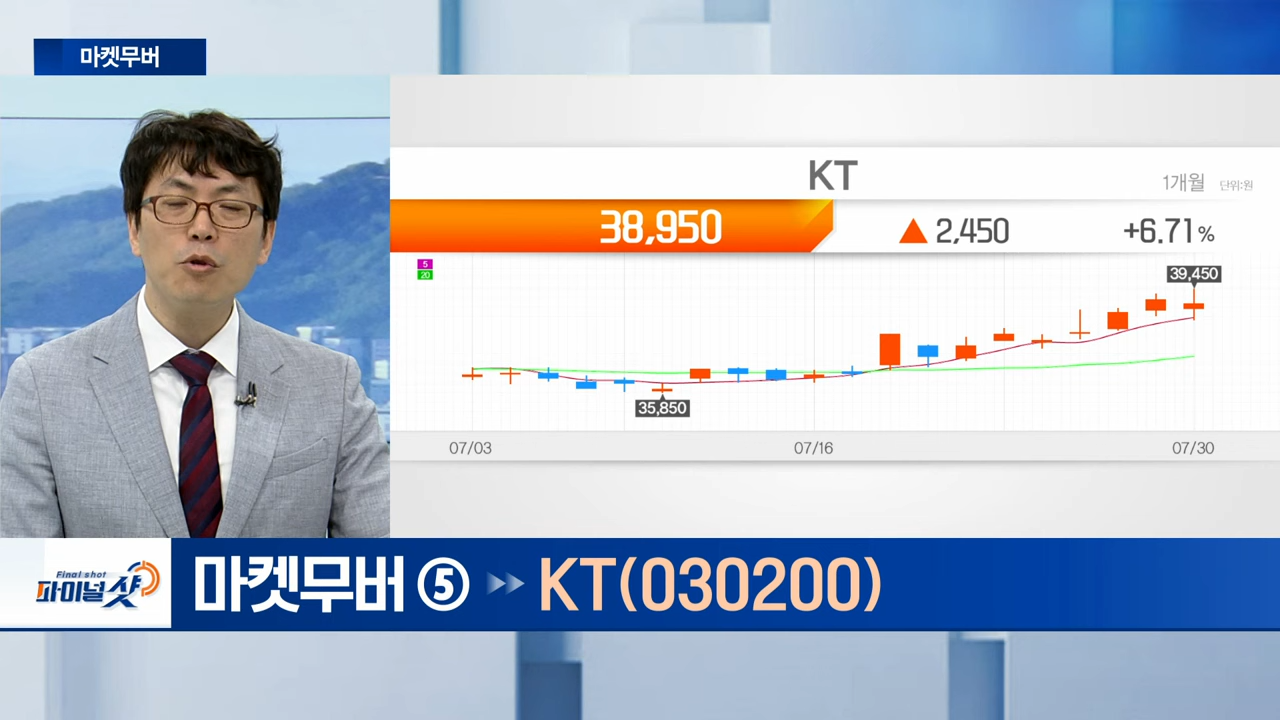 마켓무버
KT
1개월 단위:원
38,950 ▲ 2,450 +6.71%
5
20
39,450
35,850
07/03 07/16 07/30
Final shot
파이널샷
마켓무버 ⑤ KT(030200)